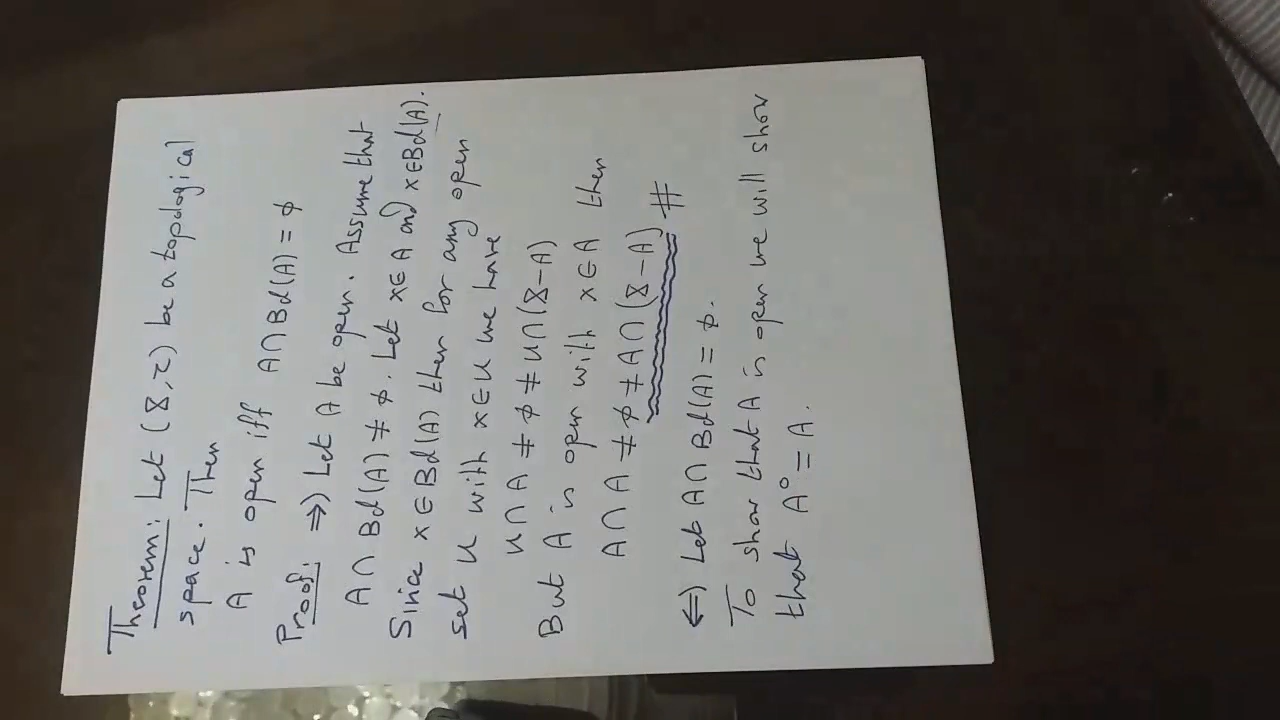 Theorem: Let (X,τ) be a topological
space. Then
A is open iff A∩Bd(A) = ϕ
Proof: ⇒) Let A be open. Assume that
A∩Bd(A) ≠ ϕ. Let x∈A and x∈Bd(A).
Since x∈Bd(A) then for any open
set U with x∈U we have
U∩A ≠ ϕ ≠ U∩(X-A)
But A is open with x∈A then
A∩A ≠ ϕ ≠ A∩(X-A) #
⇐) Let A∩Bd(A) = ϕ.
To show that A is open we will show
that A° = A.